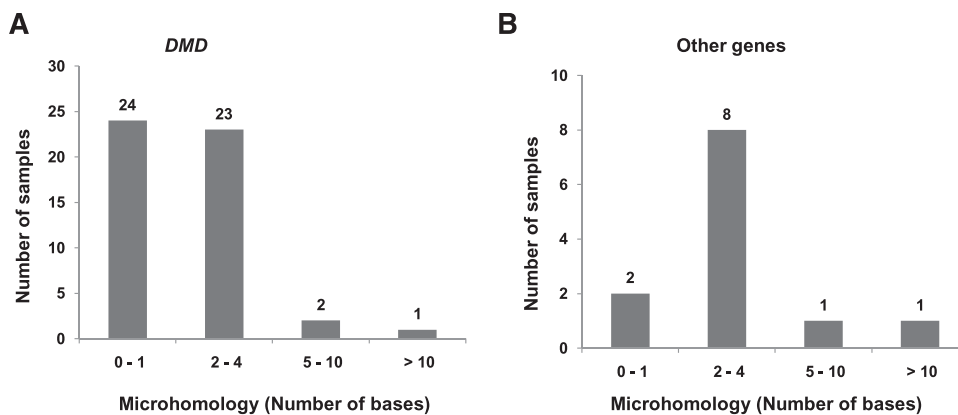 A
DMD
Number of samples
30
25
20
15
10
5
0
24
23
2
1
0 - 1
2 - 4
5 - 10
> 10
Microhomology (Number of bases)
B
Other genes
Number of samples
10
8
6
4
2
0
2
8
1
1
0 - 1
2 - 4
5 - 10
> 10
Microhomology (Number of bases)